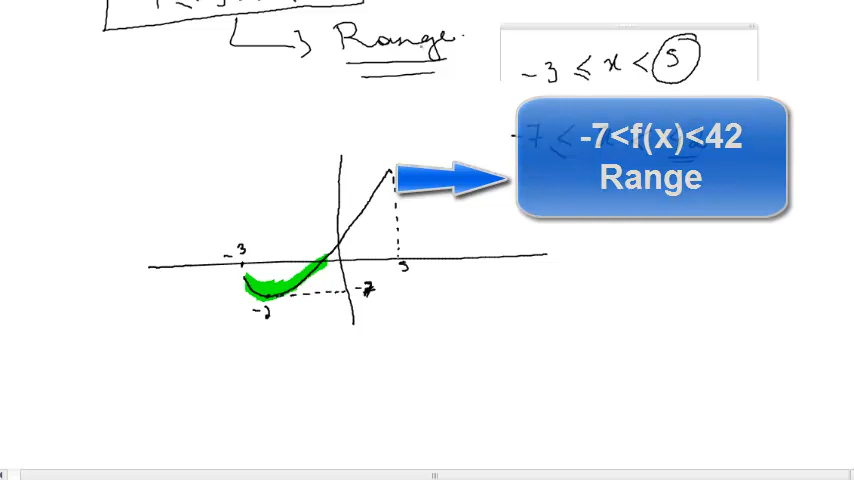 Range.
-3 ≤ x < 5
-7<f(x)<42
Range
-3
5
-7
-2